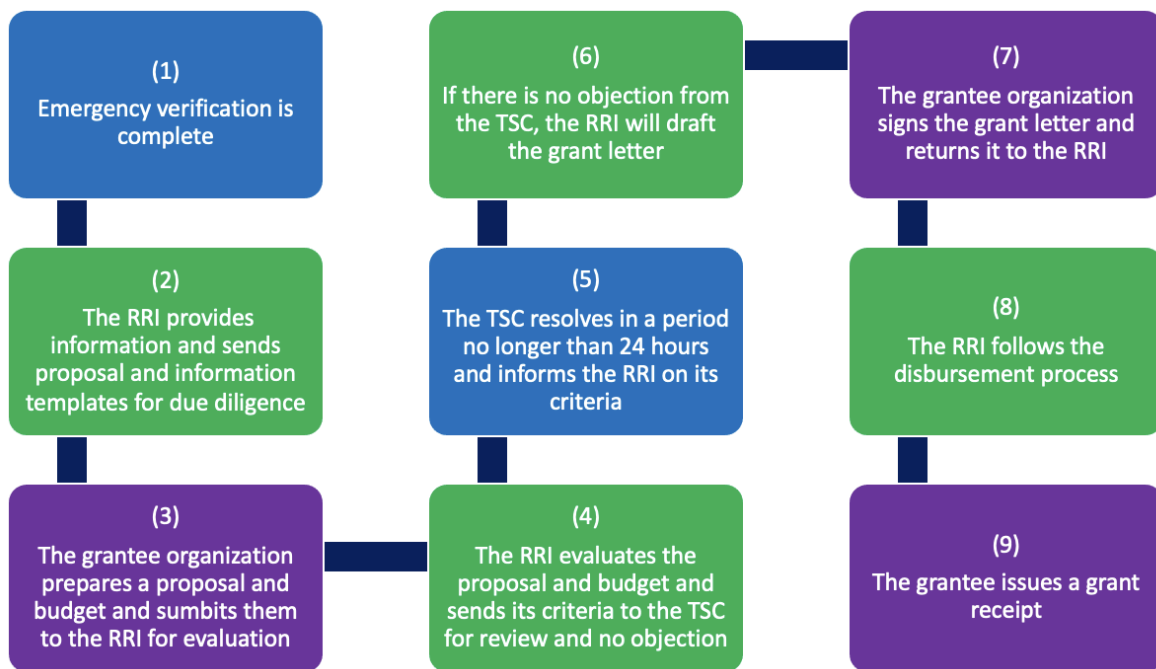 (1)
Emergency verification is
complete
(2)
The RRI provides
information and sends
proposal and information
templates for due diligence
(3)
The grantee organization
prepares a proposal and
budget and sumbits them
to the RRI for evaluation
(4)
The RRI evaluates the
proposal and budget and
sends its criteria to the TSC
for review and no objection
(5)
The TSC resolves in a period
no longer than 24 hours
and informs the RRI on its
criteria
(6)
If there is no objection from
the TSC, the RRI will draft
the grant letter
(7)
The grantee organization
signs the grant letter and
returns it to the RRI
(8)
The RRI follows the
disbursement process
(9)
The grantee issues a grant
receipt